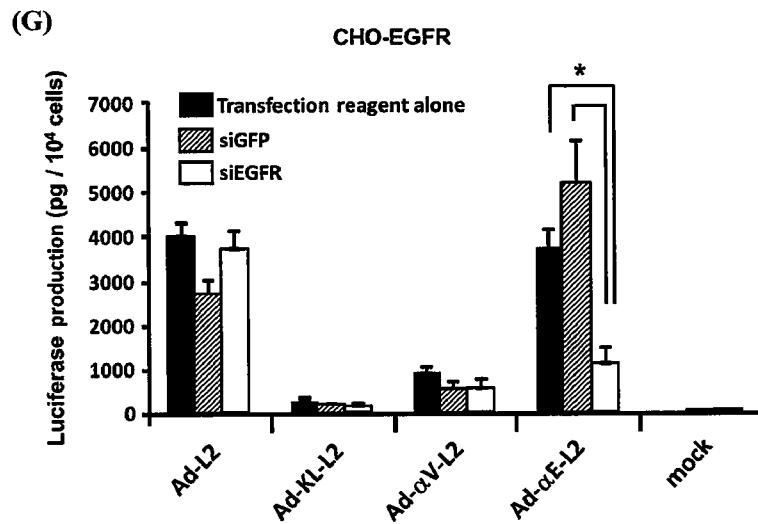 (G)
CHO-EGFR
Transfection reagent alone
siGFP
siEGFR
*
Luciferase production (pg / 10⁴ cells)
7000
6000
5000
4000
3000
2000
1000
0
Ad-L2
Ad-KL-L2
Ad-αV-L2
Ad-αE-L2
mock